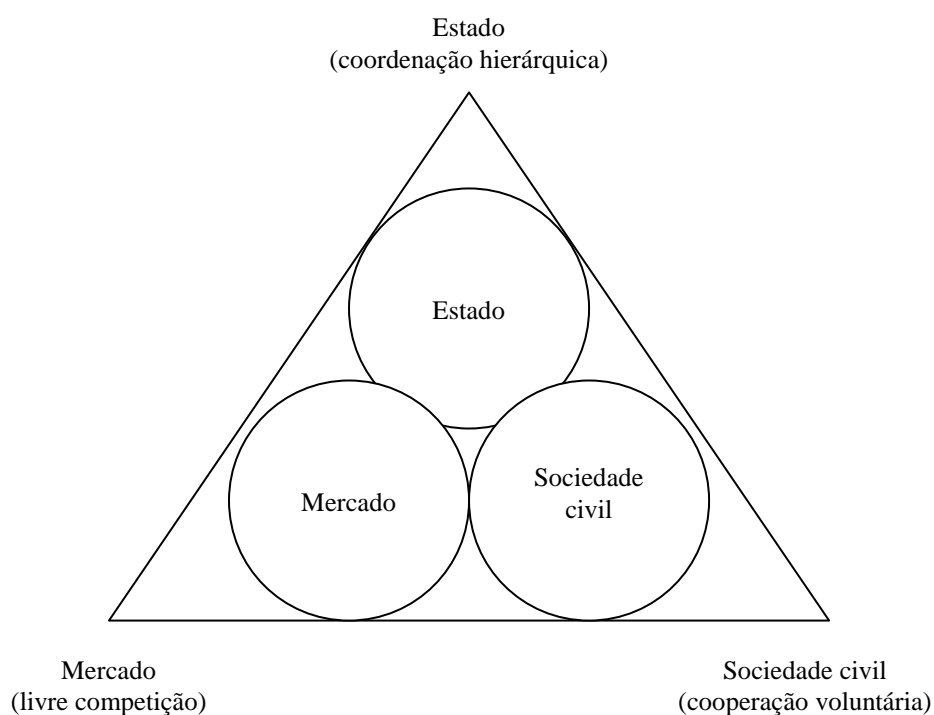 Estado
(coordenação hierárquica)
Estado
Mercado
Sociedade
civil
Mercado
(livre competição)
Sociedade civil
(cooperação voluntária)